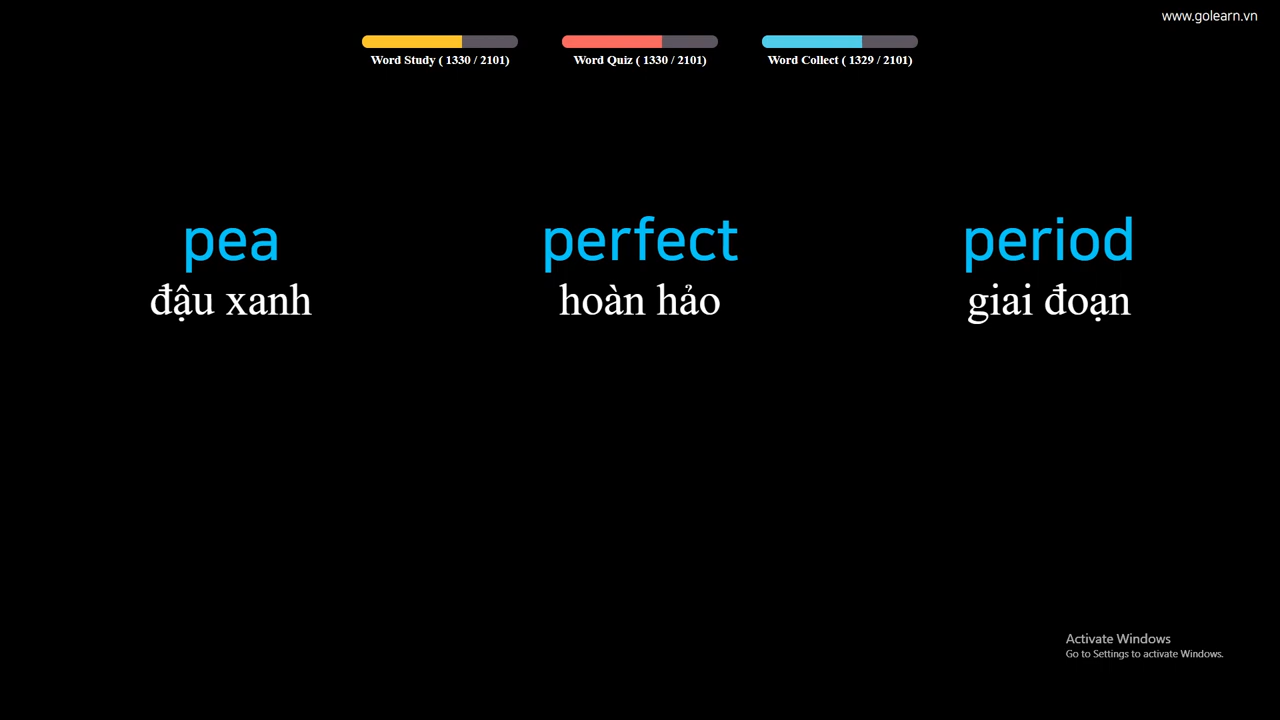 www.golearn.vn
Word Study ( 1330 / 2101)
Word Quiz ( 1330 / 2101)
Word Collect ( 1329 / 2101)
pea
đậu xanh
perfect
hoàn hảo
period
giai đoạn
Activate Windows
Go to Settings to activate Windows.